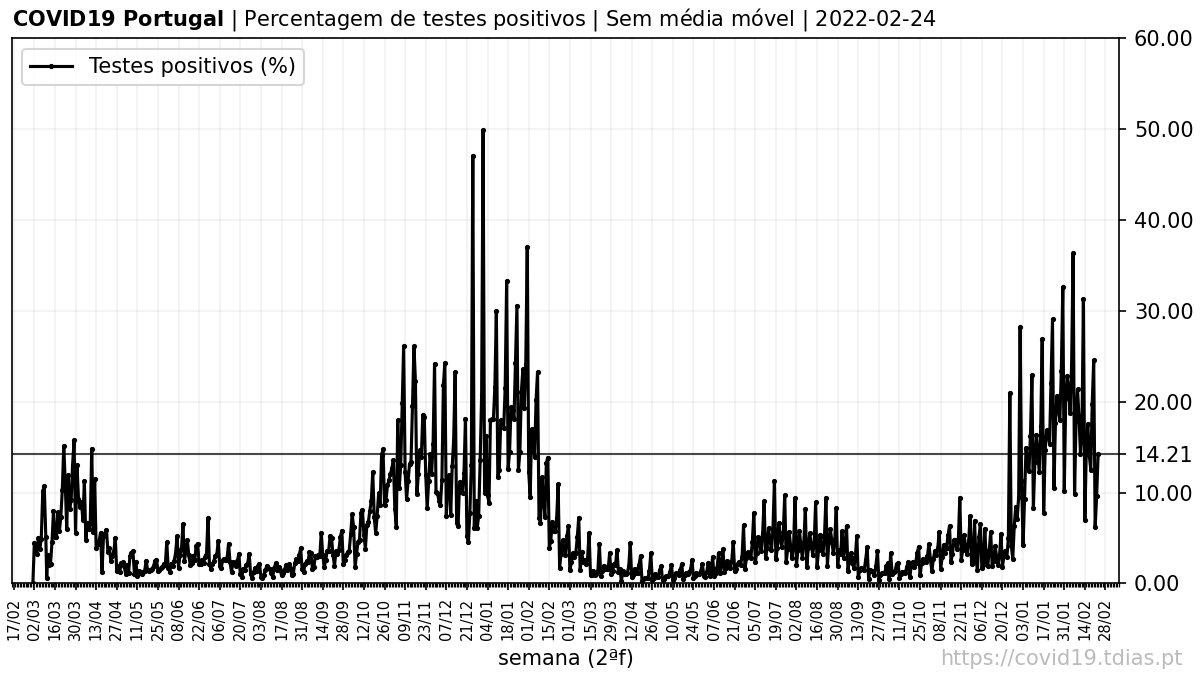 COVID19 Portugal | Percentagem de testes positivos | Sem média móvel | 2022-02-24
Testes positivos (%)
60.00
50.00
40.00
30.00
20.00
14.21
10.00
0.00
17/02 02/03 16/03 30/03 13/04 27/04 11/05 25/05 08/06 22/06 06/07 20/07 03/08 17/08 31/08 14/09 28/09 12/10 26/10 09/11 23/11 07/12 21/12 04/01 18/01 01/02 15/02 01/03 15/03 29/03 12/04 26/04 10/05 24/05 07/06 21/06 05/07 19/07 02/08 16/08 30/08 13/09 27/09 11/10 25/10 08/11 22/11 06/12 20/12 03/01 17/01 31/01 14/02 28/02
semana (2ªf)
https://covid19.tdias.pt